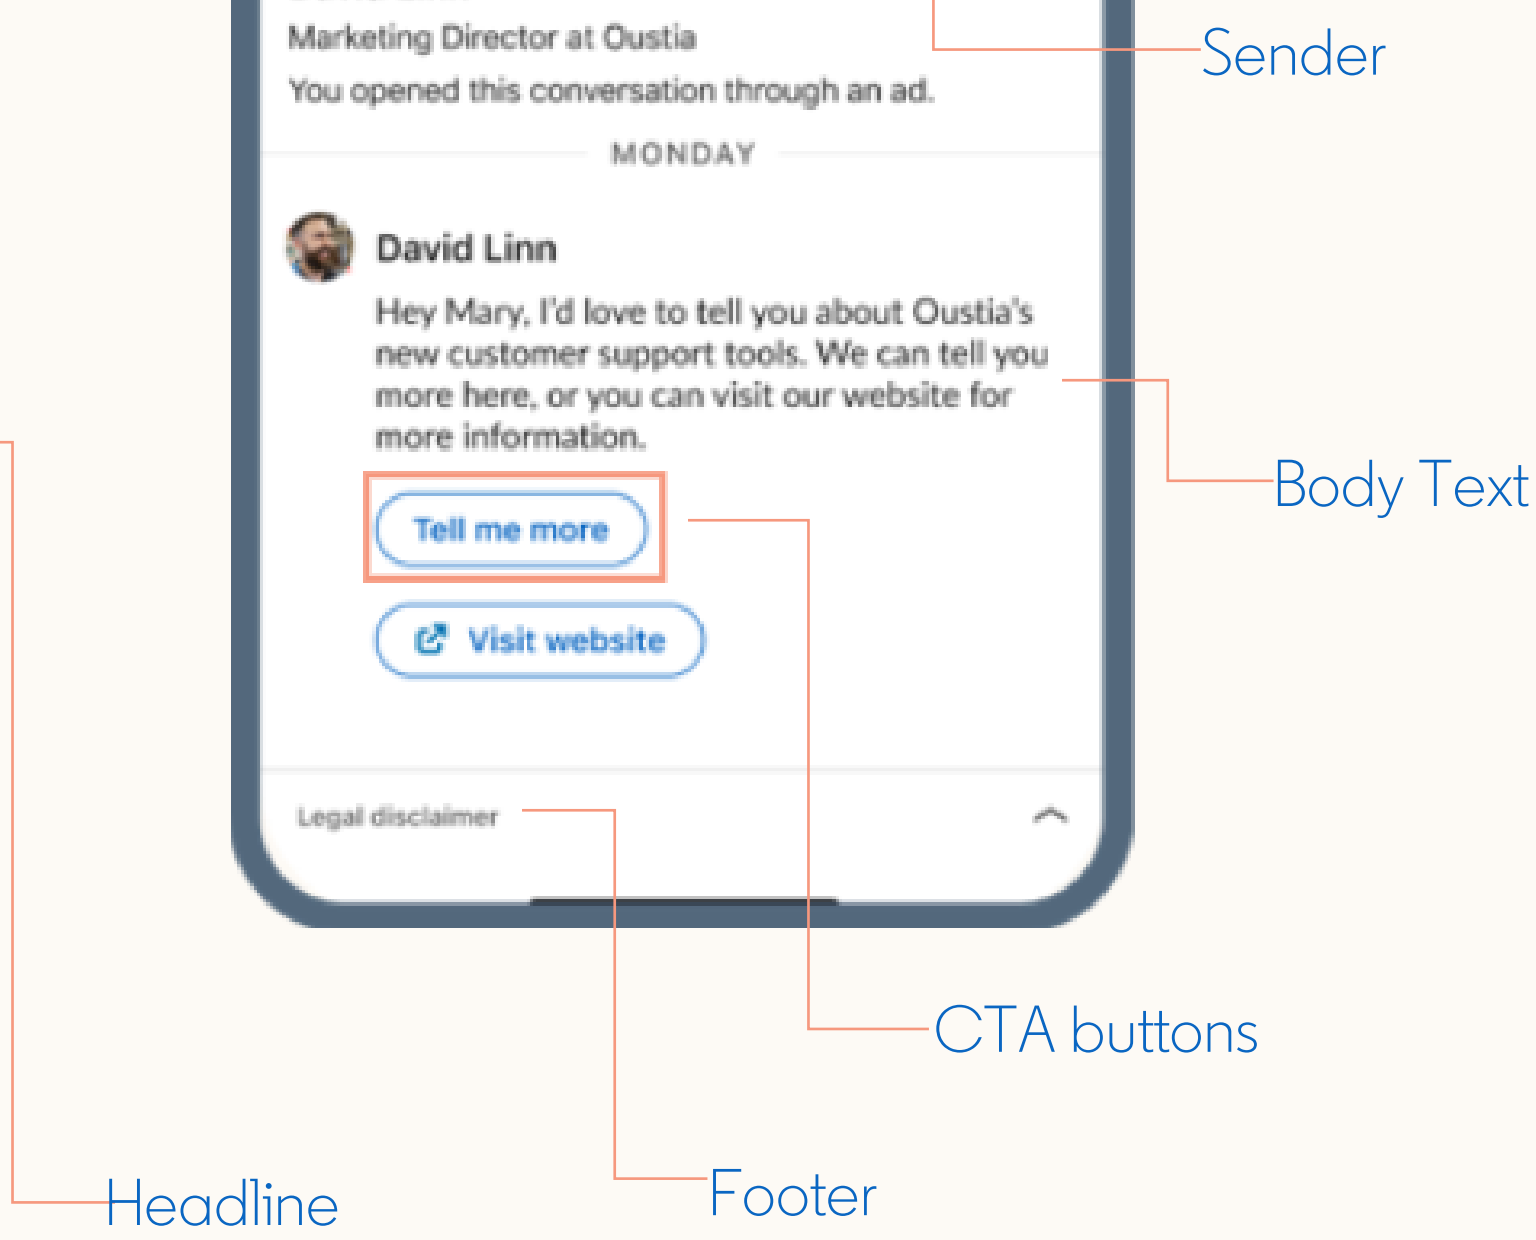 Marketing Director at Oustia
You opened this conversation through an ad.
Sender
MONDAY
David Linn
Hey Mary, I'd love to tell you about Oustia's
new customer support tools. We can tell you
more here, or you can visit our website for
more information.
Body Text
Tell me more
Visit website
Legal disclaimer
CTA buttons
Footer
Headline